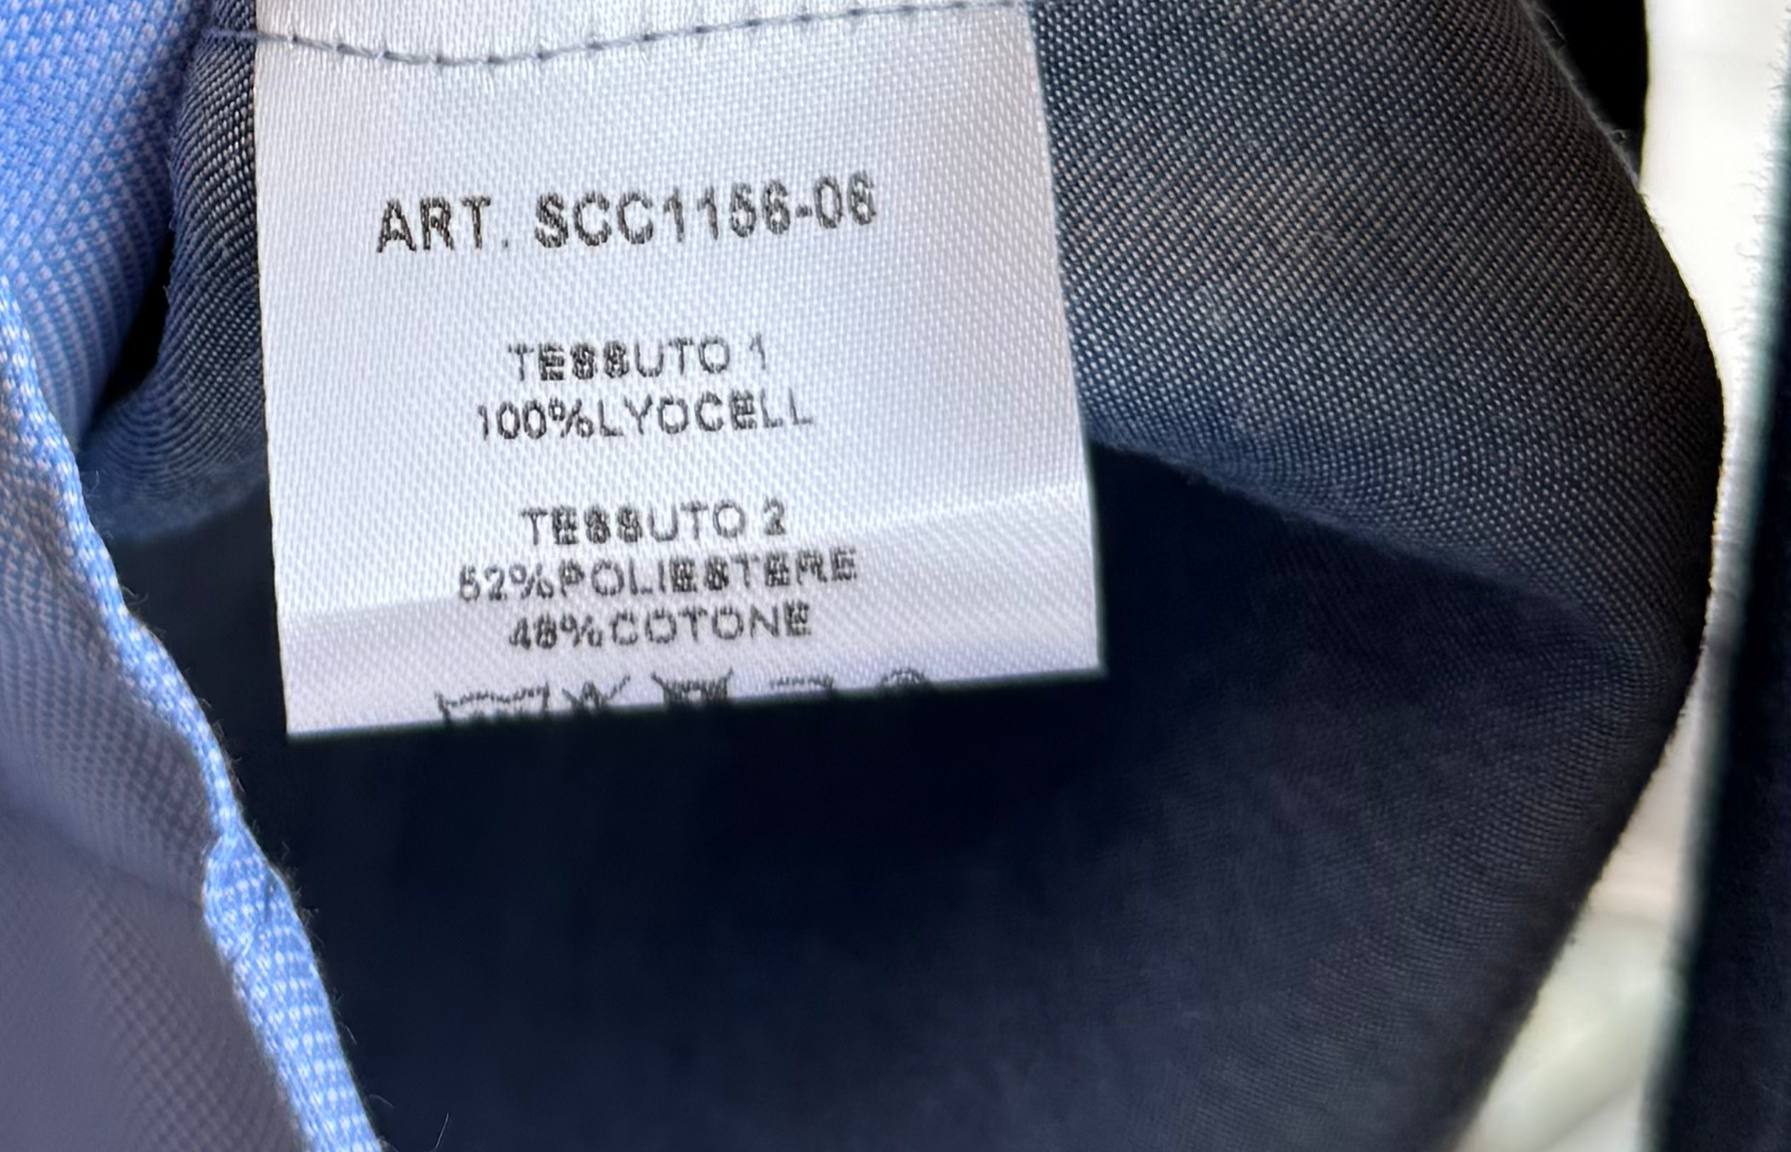 ART. SCC1156-06
TESSUTO 1
100%LYOCELL
TESSUTO 2
52%POLIESTERE
48%COTONE